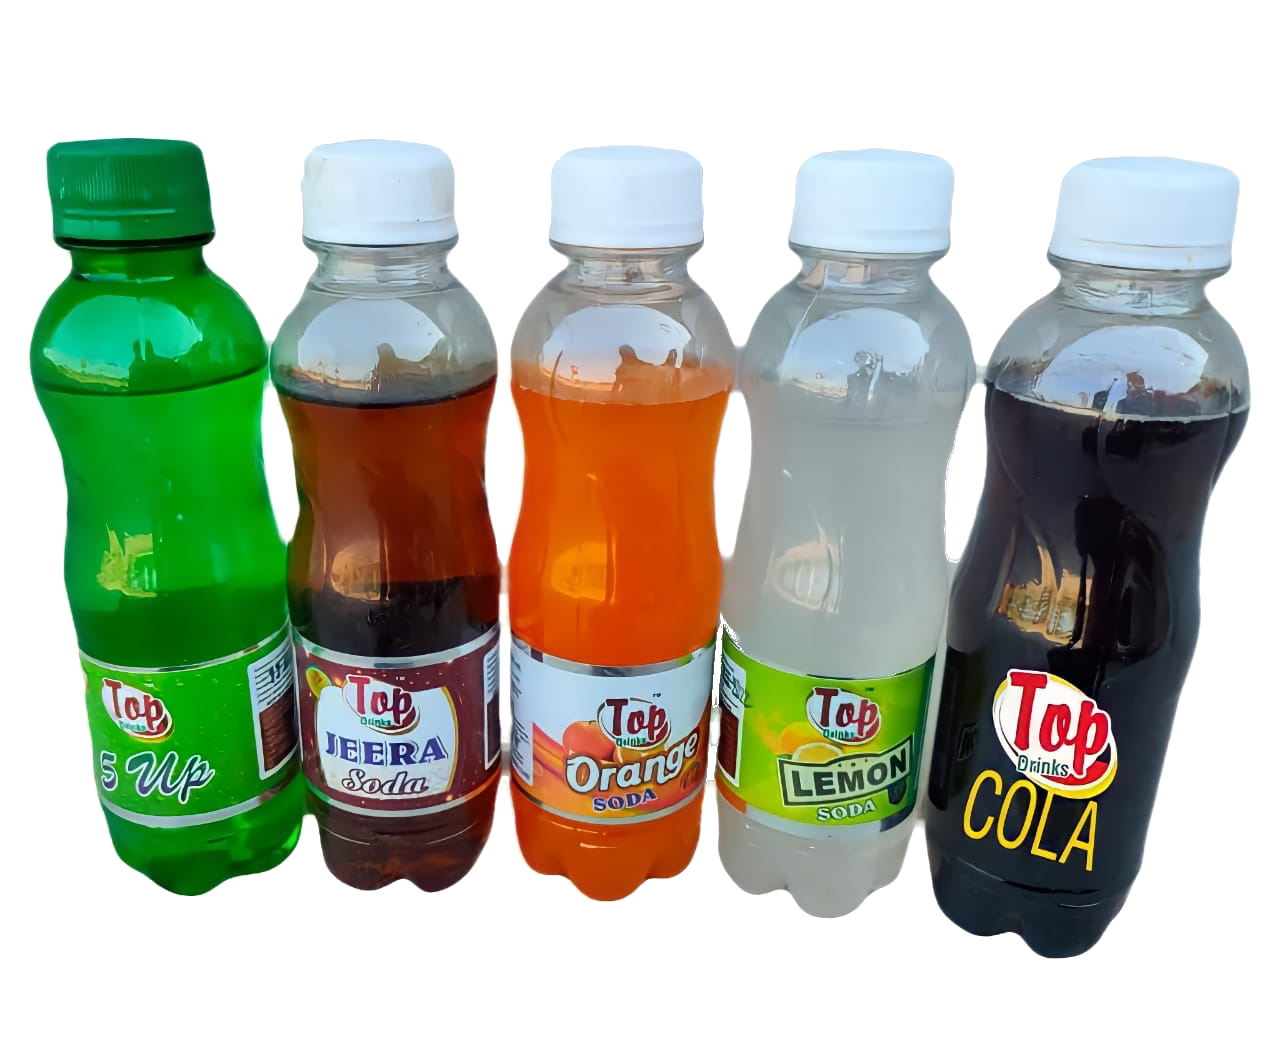 Top
Drinks
5 Up
Top
Drinks
JEERA
Soda
Top
Drinks
Orange
SODA
Top
Drinks
LEMON
SODA
Top
Drinks
COLA